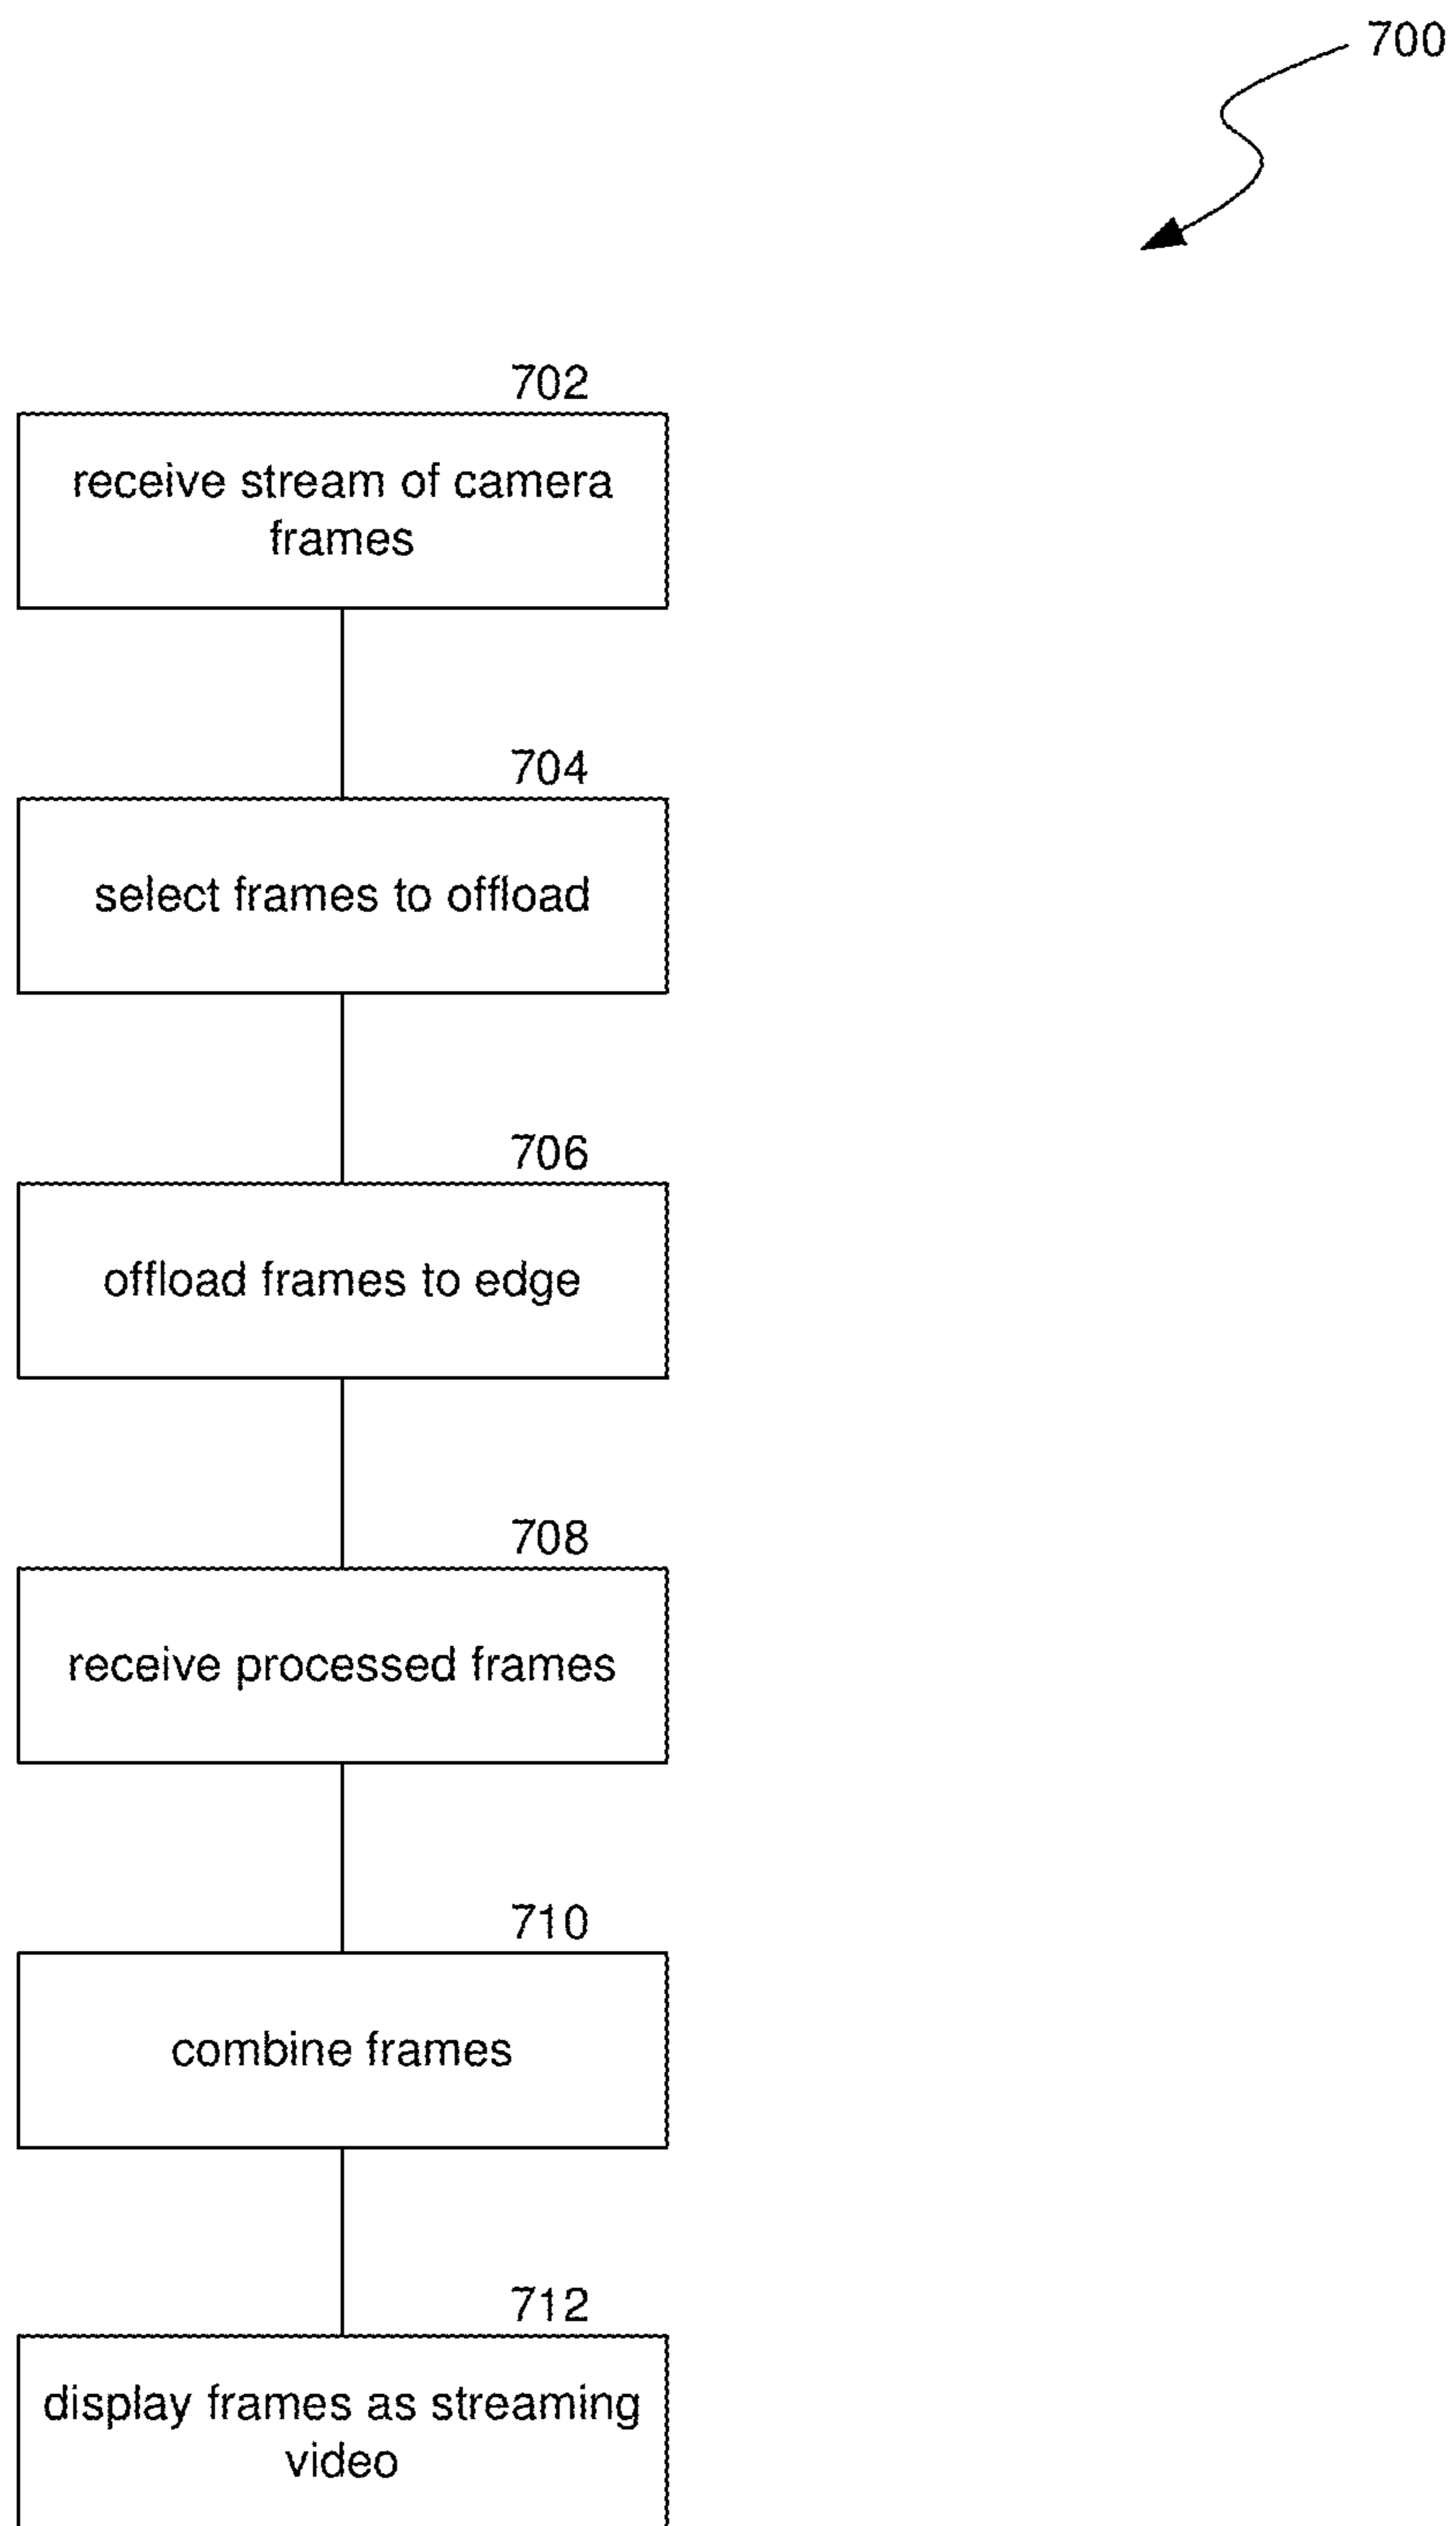 700
702
receive stream of camera
frames
704
select frames to offload
706
offload frames to edge
708
receive processed frames
710
combine frames
712
display frames as streaming
video